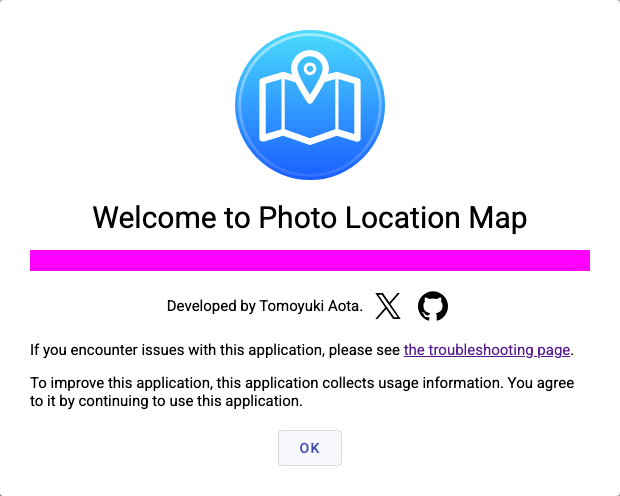 Welcome to Photo Location Map
Developed by Tomoyuki Aota.
If you encounter issues with this application, please see the troubleshooting page.
To improve this application, this application collects usage information. You agree
to it by continuing to use this application.
OK